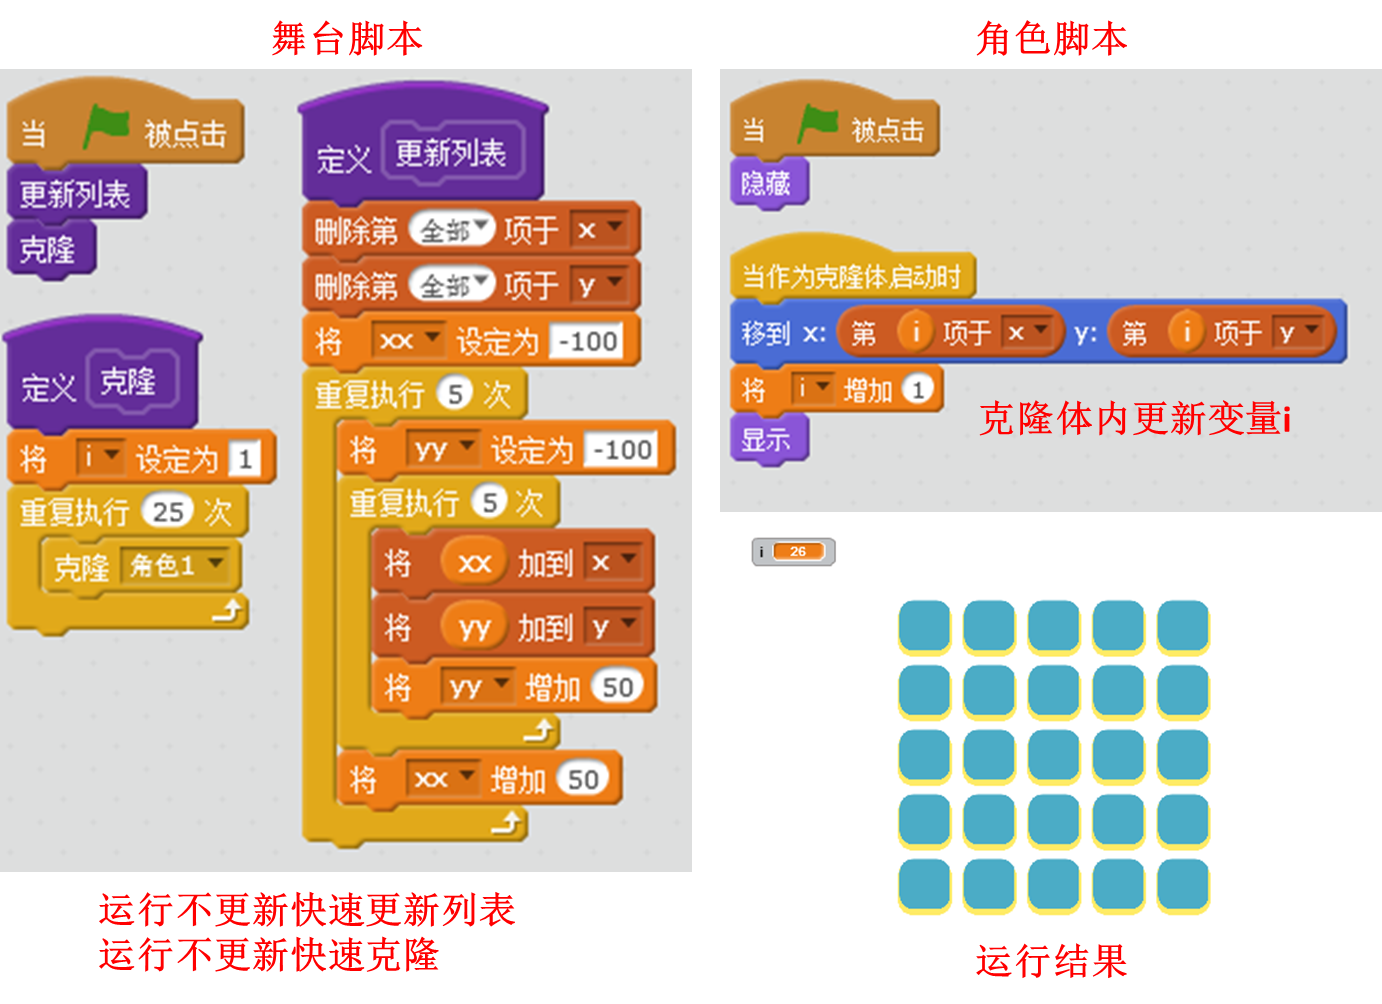 舞台脚本
当 被点击
更新列表
克隆
定义 克隆
将 i 设定为 1
重复执行 25 次
克隆 角色1
定义 更新列表
删除第 全部 项于 x
删除第 全部 项于 y
将 xx 设定为 -100
重复执行 5 次
将 yy 设定为 -100
重复执行 5 次
将 xx 加到 x
将 yy 加到 y
将 yy 增加 50
将 xx 增加 50
运行不更新快速更新列表
运行不更新快速克隆
角色脚本
当 被点击
隐藏
当作为克隆体启动时
移到 x: 第 i 项于 x y: 第 i 项于 y
将 i 增加 1
显示
克隆体内更新变量i
i 26
运行结果